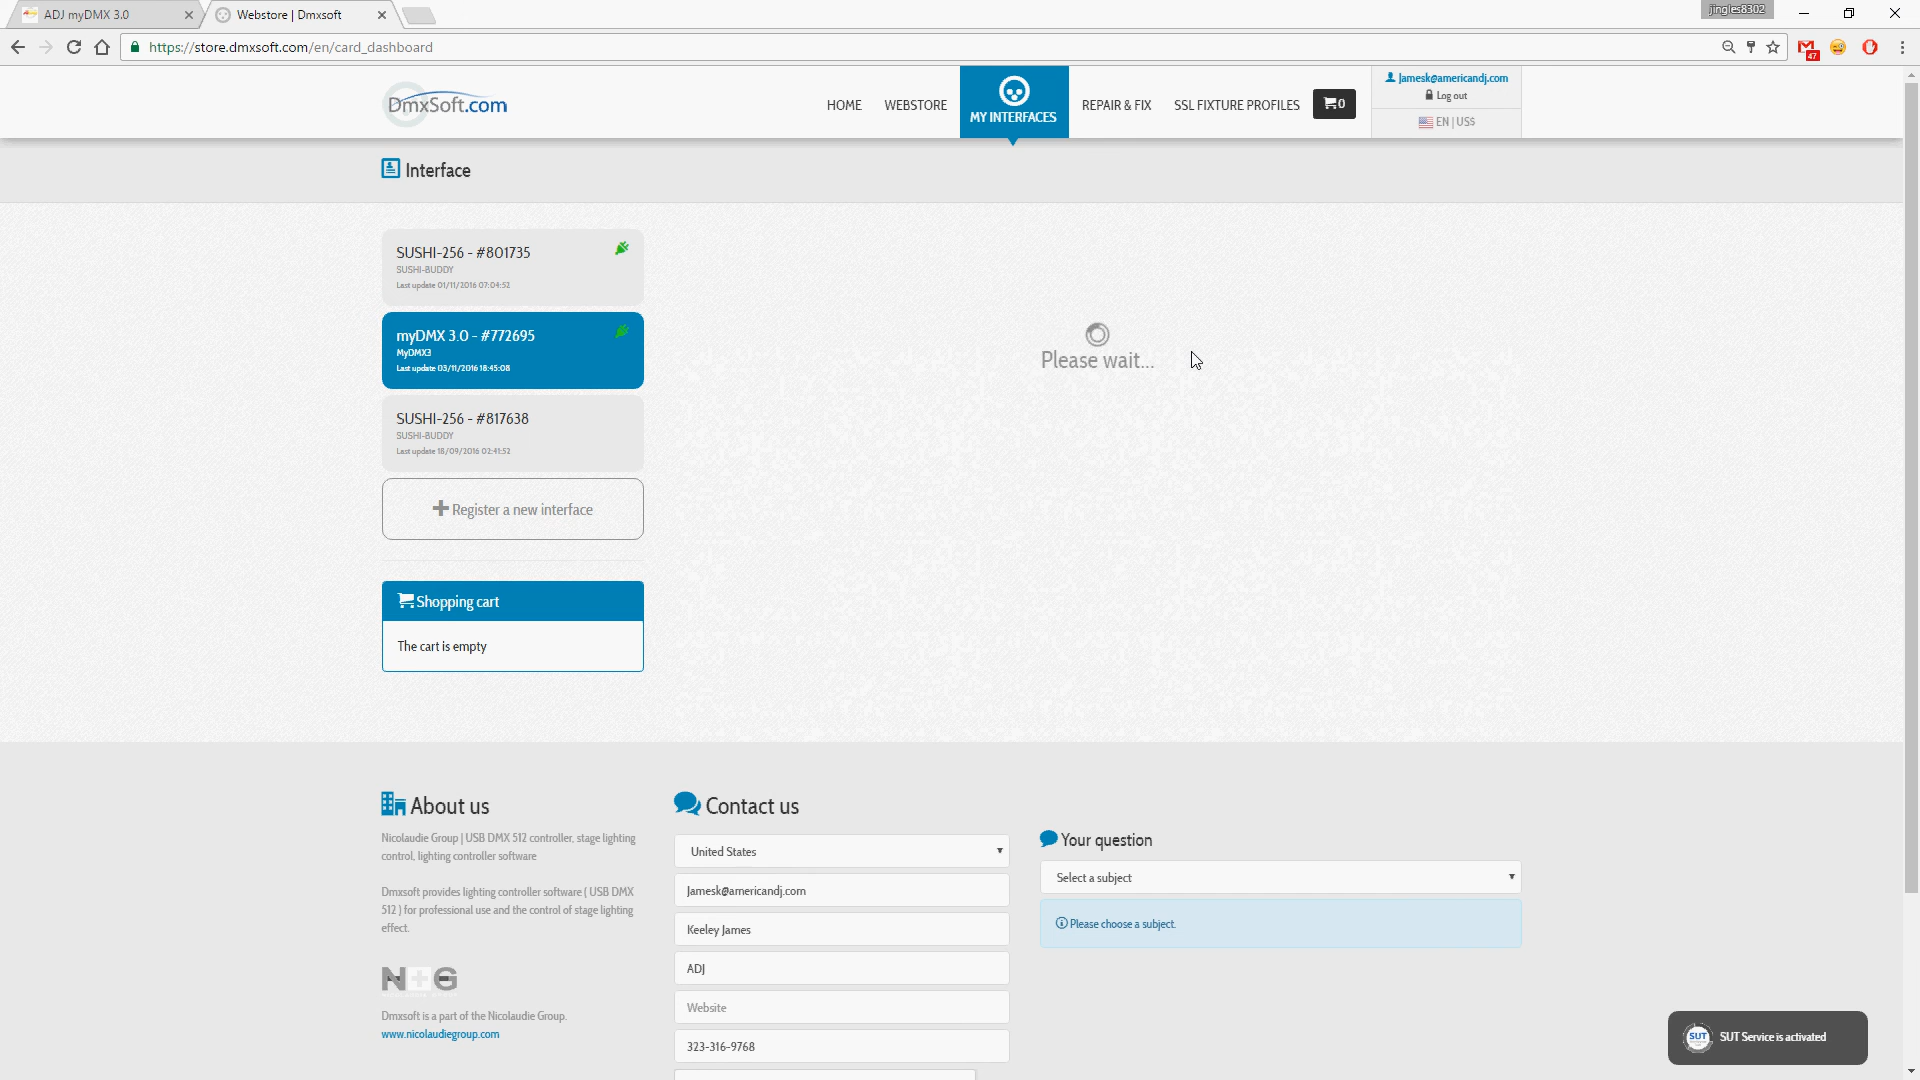 ADJ myDMX 3.0
Webstore | Dmxsoft
jingles8302
https://store.dmxsoft.com/en/card_dashboard
47
DmxSoft.com
HOME
WEBSTORE
MY INTERFACES
REPAIR & FIX
SSL FIXTURE PROFILES
0
Jamesk@americandj.com
Log out
EN | US$
Interface
SUSHI-256 - #801735
SUSHI-BUDDY
Last update 01/11/2016 07:04:52
myDMX 3.0 - #772695
MyDMX3
Last update 03/11/2016 18:45:08
SUSHI-256 - #817638
SUSHI-BUDDY
Last update 18/09/2016 02:41:52
Register a new interface
Please wait...
Shopping cart
The cart is empty
About us
Nicolaudie Group | USB DMX 512 controller, stage lighting
control, lighting controller software
Dmxsoft provides lighting controller software ( USB DMX
512 ) for professional use and the control of stage lighting
effect.
N+G
Dmxsoft is a part of the Nicolaudie Group.
www.nicolaudiegroup.com
Contact us
United States
Jamesk@americandj.com
Keeley James
ADJ
Website
323-316-9768
Your question
Select a subject
Please choose a subject.
SUT
SUT Service is activated